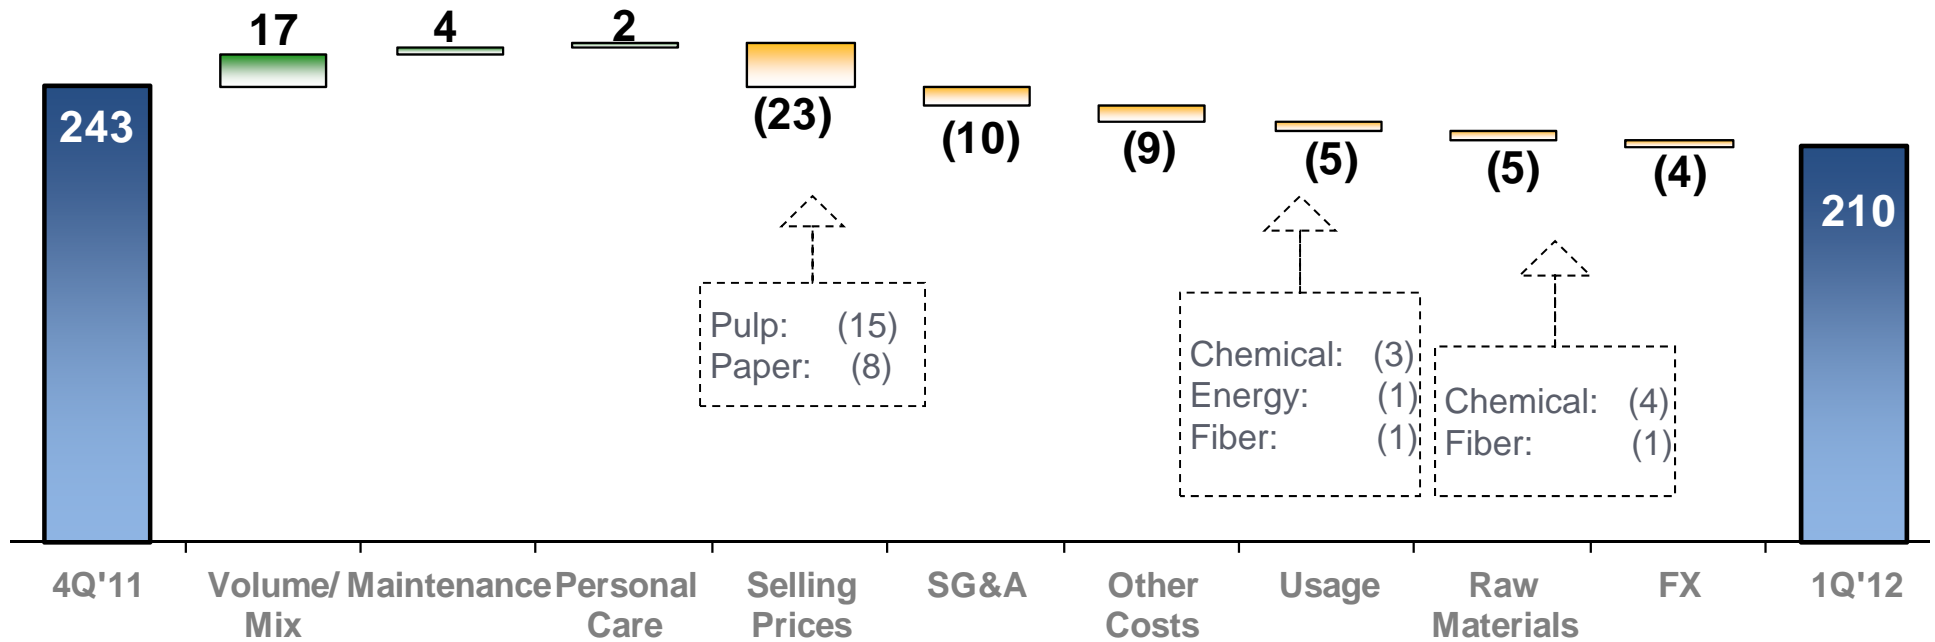 17
4
2
243
(23)
(10)
(9)
(5)
(5)
(4)
210
Pulp: (15)
Paper: (8)
Chemical: (3)
Energy: (1)
Fiber: (1)
Chemical: (4)
Fiber: (1)
4Q'11
Volume/
Mix
Maintenance
Personal
Care
Selling
Prices
SG&A
Other
Costs
Usage
Raw
Materials
FX
1Q'12